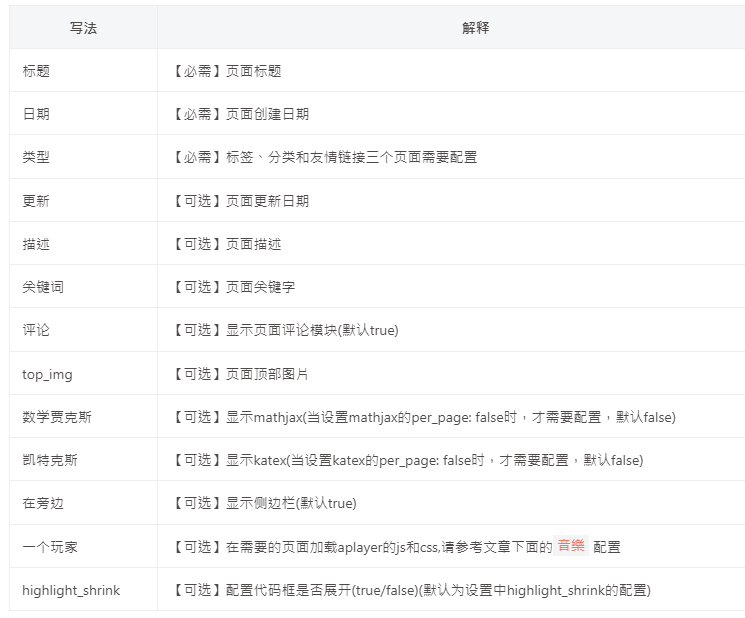 写法 解释
标题 【必需】页面标题
日期 【必需】页面创建日期
类型 【必需】标签、分类和友情链接三个页面需要配置
更新 【可选】页面更新日期
描述 【可选】页面描述
关键词 【可选】页面关键字
评论 【可选】显示页面评论模块(默认true)
top_img 【可选】页面顶部图片
数学贾克斯 【可选】显示mathjax(当设置mathjax的per_page: false时，才需要配置，默认false)
凯特克斯 【可选】显示katex(当设置katex的per_page: false时，才需要配置，默认false)
在旁边 【可选】显示侧边栏(默认true)
一个玩家 【可选】在需要的页面加载aplayer的js和css,请参考文章下面的 音樂 配置
highlight_shrink 【可选】配置代码框是否展开(true/false)(默认为设置中highlight_shrink的配置)